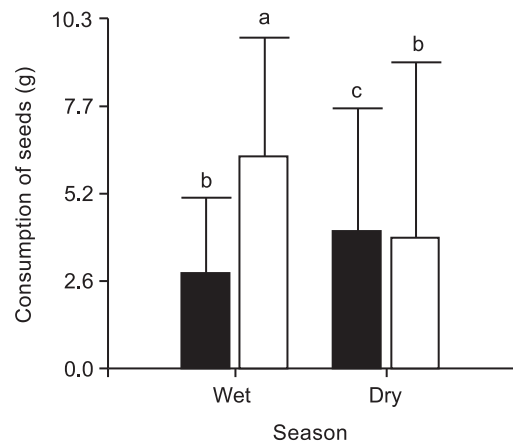 10.3
7.7
5.2
2.6
0.0
Consumption of seeds (g)
b
a
c
b
Wet
Dry
Season